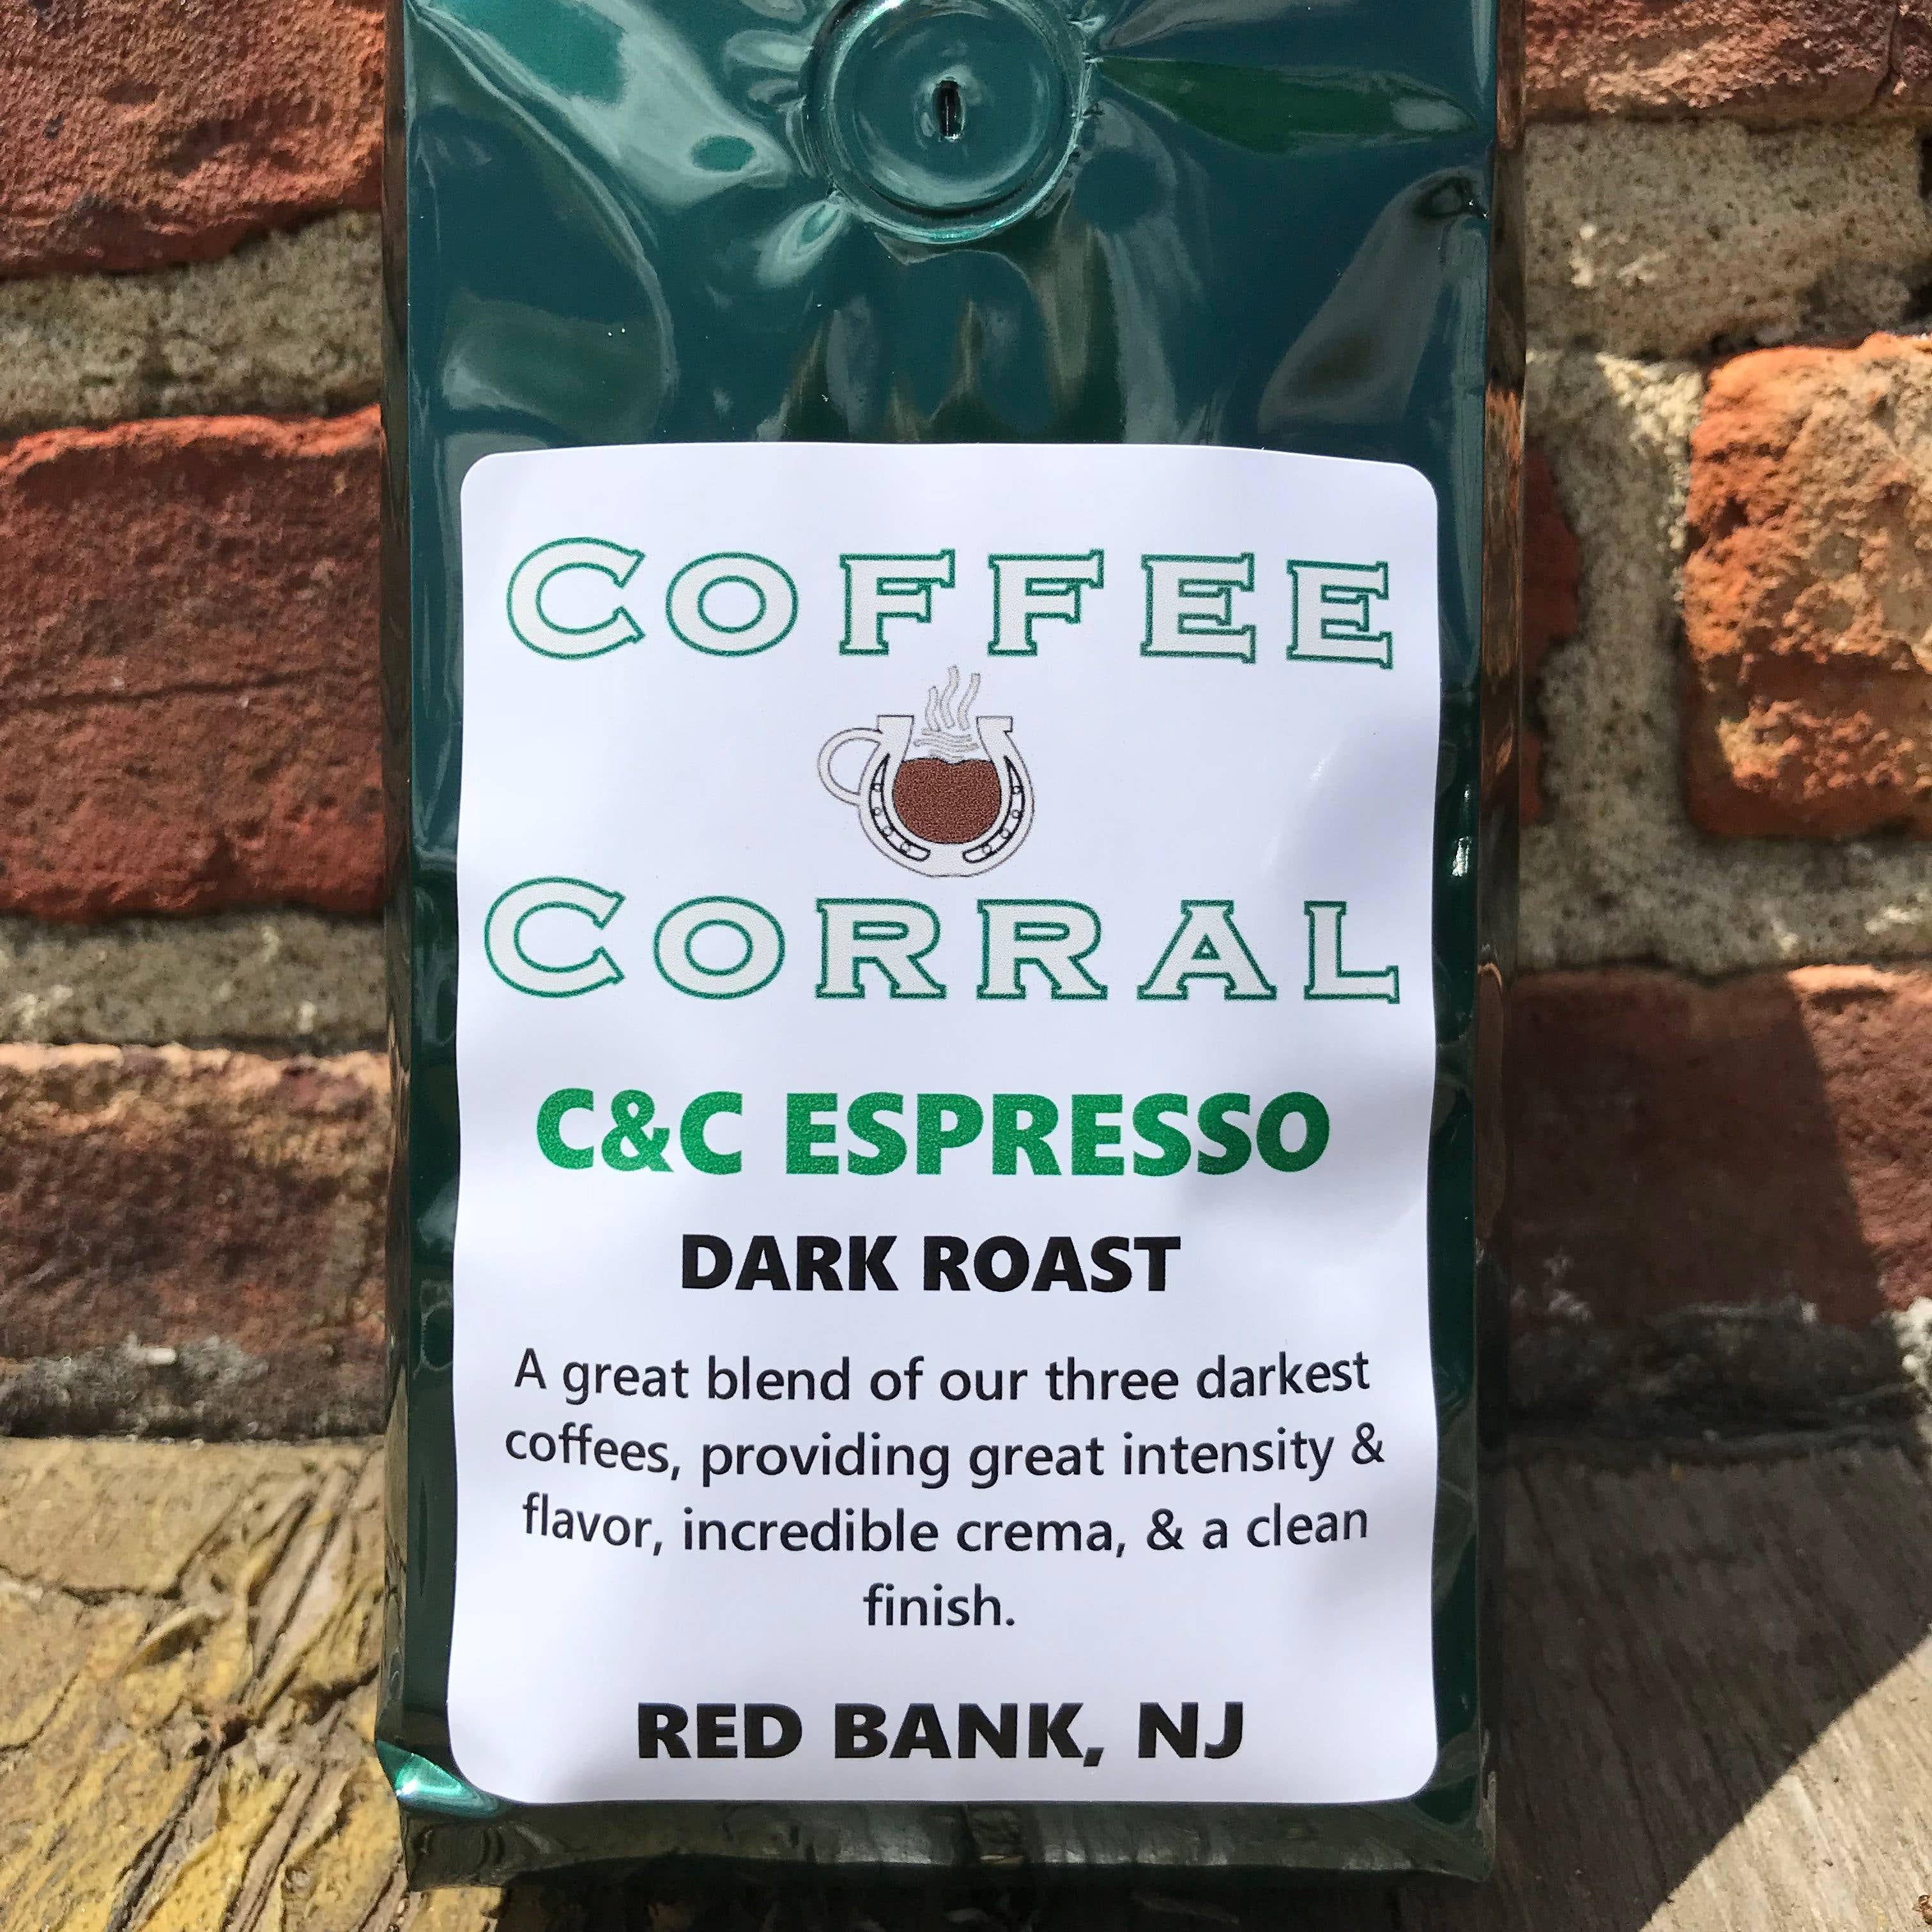 COFFEE
CORRAL
C&C ESPRESSO
DARK ROAST
A great blend of our three darkest
coffees, providing great intensity &
flavor, incredible crema, & a clean
finish.
RED BANK, NJ